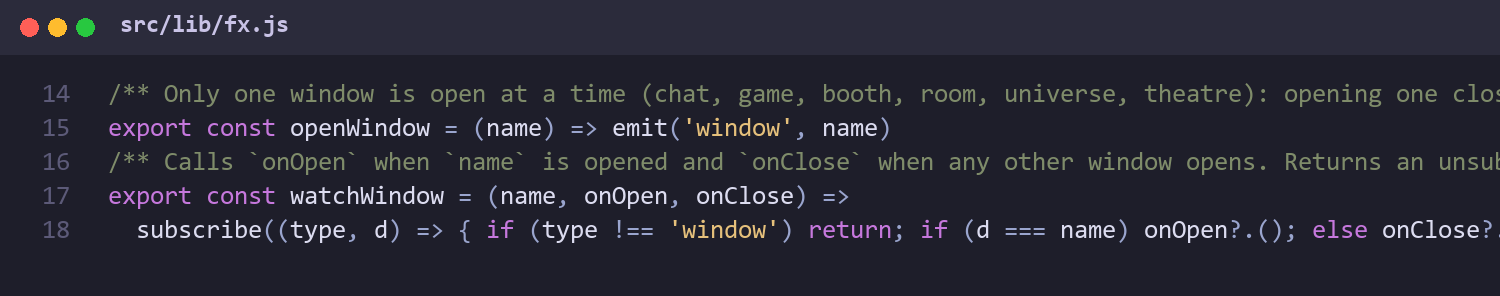 src/lib/fx.js
14 /** Only one window is open at a time (chat, game, booth, room, universe, theatre): opening one clos
15 export const openWindow = (name) => emit('window', name)
16 /** Calls `onOpen` when `name` is opened and `onClose` when any other window opens. Returns an unsub
17 export const watchWindow = (name, onOpen, onClose) =>
18   subscribe((type, d) => { if (type !== 'window') return; if (d === name) onOpen?.(); else onClose?.